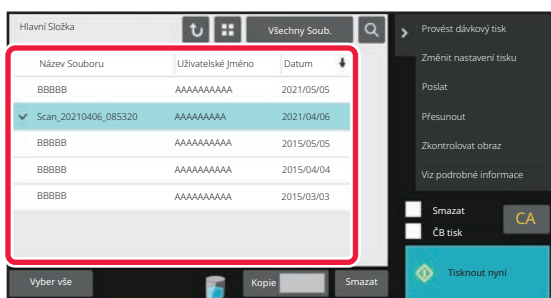 Hlavní Složka
Všechny Soub.
Název Souboru Uživatelské Jméno Datum
BBBBB AAAAAAAAAA 2021/05/05
Scan_20210406_085320 AAAAAAAAA 2021/04/06
BBBBB AAAAAAAAAA 2015/05/05
BBBBB AAAAAAAAAA 2015/04/04
BBBBB AAAAAAAAAA 2015/03/03
Vyber vše
Kopie
Smazat
Provést dávkový tisk
Změnit nastavení tisku
Poslat
Přesunout
Zkontrolovat obraz
Viz podrobné informace
Smazat
ČB tisk
CA
Tisknout nyní